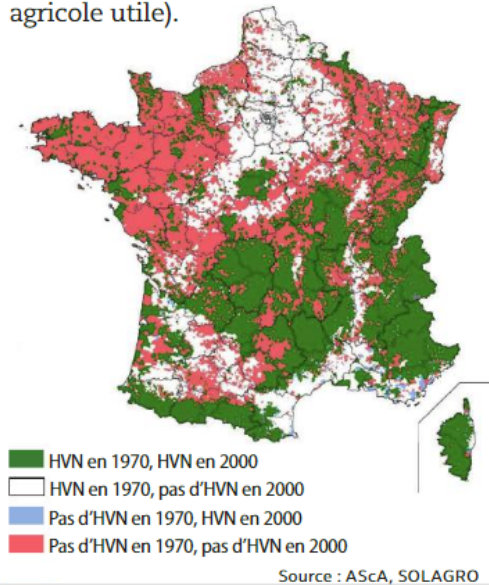 agricole utile).
HVN en 1970, HVN en 2000
HVN en 1970, pas d'HVN en 2000
Pas d'HVN en 1970, HVN en 2000
Pas d'HVN en 1970, pas d'HVN en 2000
Source : AScA, SOLAGRO